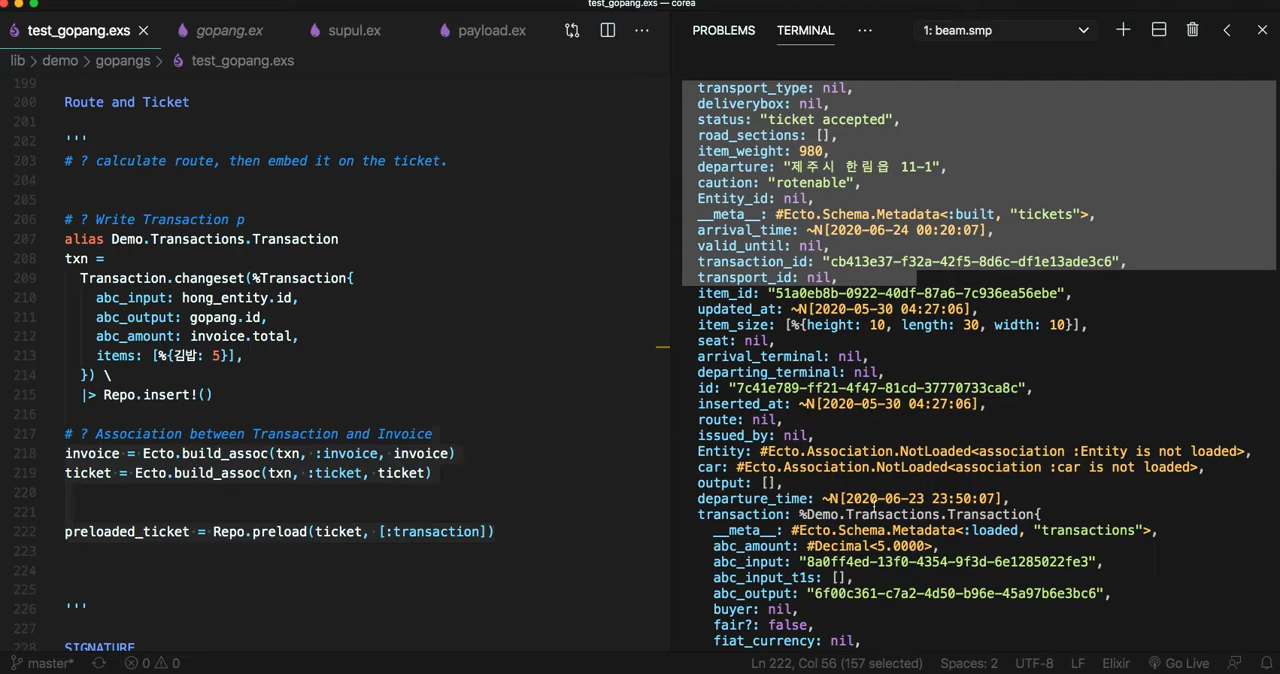 test_gopang.exs — corea
test_gopang.exs
gopang.ex
supul.ex
payload.ex
lib > demo > gopangs > test_gopang.exs
199
200 Route and Ticket
201
202 '''
203 # ? calculate route, then embed it on the ticket.
204
205
206 # ? Write Transaction p
207 alias Demo.Transactions.Transaction
208 txn =
209 Transaction.changeset(%Transaction{
210 abc_input: hong_entity.id,
211 abc_output: gopang.id,
212 abc_amount: invoice.total,
213 items: [%{김밥: 5}],
214 }) \
215 |> Repo.insert!()
216
217 # ? Association between Transaction and Invoice
218 invoice = Ecto.build_assoc(txn, :invoice, invoice)
219 ticket = Ecto.build_assoc(txn, :ticket, ticket)
220
221
222 preloaded_ticket = Repo.preload(ticket, [:transaction])
223
224
225
226 '''
227
228 SIGNATURE
PROBLEMS TERMINAL ... 1: beam.smp
transport_type: nil,
deliverybox: nil,
status: "ticket accepted",
road_sections: [],
item_weight: 980,
departure: "제주시 한림읍 11-1",
caution: "rotenable",
Entity_id: nil,
__meta__: #Ecto.Schema.Metadata<:built, "tickets">,
arrival_time: ~N[2020-06-24 00:20:07],
valid_until: nil,
transaction_id: "cb413e37-f32a-42f5-8d6c-df1e13ade3c6",
transport_id: nil,
item_id: "51a0eb8b-0922-40df-87a6-7c936ea56ebe",
updated_at: ~N[2020-05-30 04:27:06],
item_size: [%{height: 10, length: 30, width: 10}],
seat: nil,
arrival_terminal: nil,
departing_terminal: nil,
id: "7c41e789-ff21-4f47-81cd-37770733ca8c",
inserted_at: ~N[2020-05-30 04:27:06],
route: nil,
issued_by: nil,
Entity: #Ecto.Association.NotLoaded<association :Entity is not loaded>,
car: #Ecto.Association.NotLoaded<association :car is not loaded>,
output: [],
departure_time: ~N[2020-06-23 23:50:07],
transaction: %Demo.Transactions.Transaction{
__meta__: #Ecto.Schema.Metadata<:loaded, "transactions">,
abc_amount: #Decimal<5.0000>,
abc_input: "8a0ff4ed-13f0-4354-9f3d-6e1285022fe3",
abc_input_t1s: [],
abc_output: "6f00c361-c7a2-4d50-b96e-45a97b6e3bc6",
buyer: nil,
fair?: false,
fiat_currency: nil,
master* 0 0 Ln 222, Col 56 (157 selected) Spaces: 2 UTF-8 LF Elixir Go Live